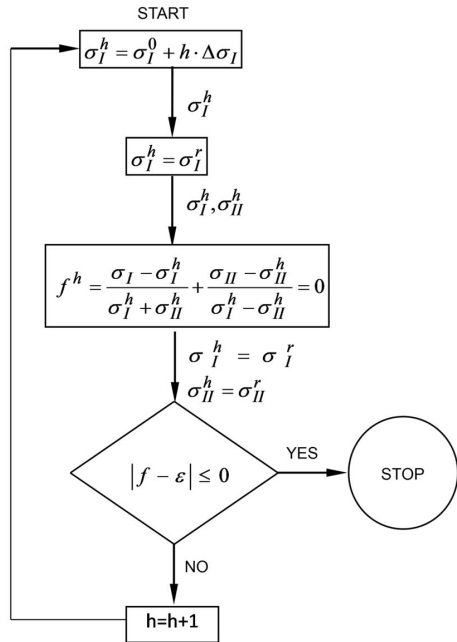 START
σ_I^h = σ_I^0 + h · Δσ_I
σ_I^h
σ_I^h = σ_I^r
σ_I^h, σ_II^h
f^h = (σ_I − σ_I^h)/(σ_I^h + σ_II^h) + (σ_II − σ_II^h)/(σ_I^h − σ_II^h) = 0
σ_I^h = σ_I^r
σ_II^h = σ_II^r
|f − ε| ≤ 0
YES
STOP
NO
h=h+1